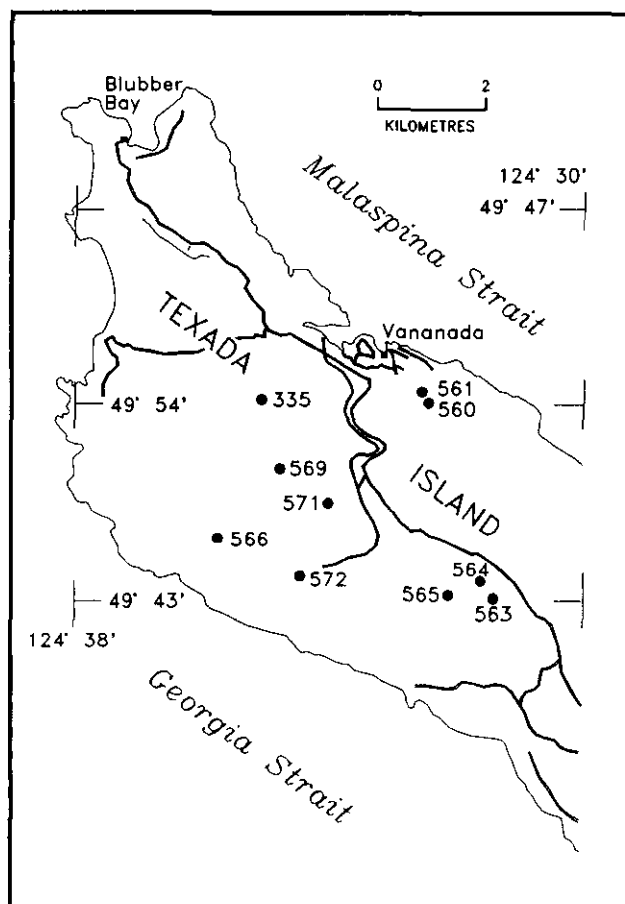 Blubber
Bay
0 2
KILOMETRES
124° 30'
49° 47'
Malaspina Strait
TEXADA
Vananada
561
560
49° 54'
335
569
ISLAND
571
566
564
572
565
563
49° 43'
124° 38'
Georgia Strait